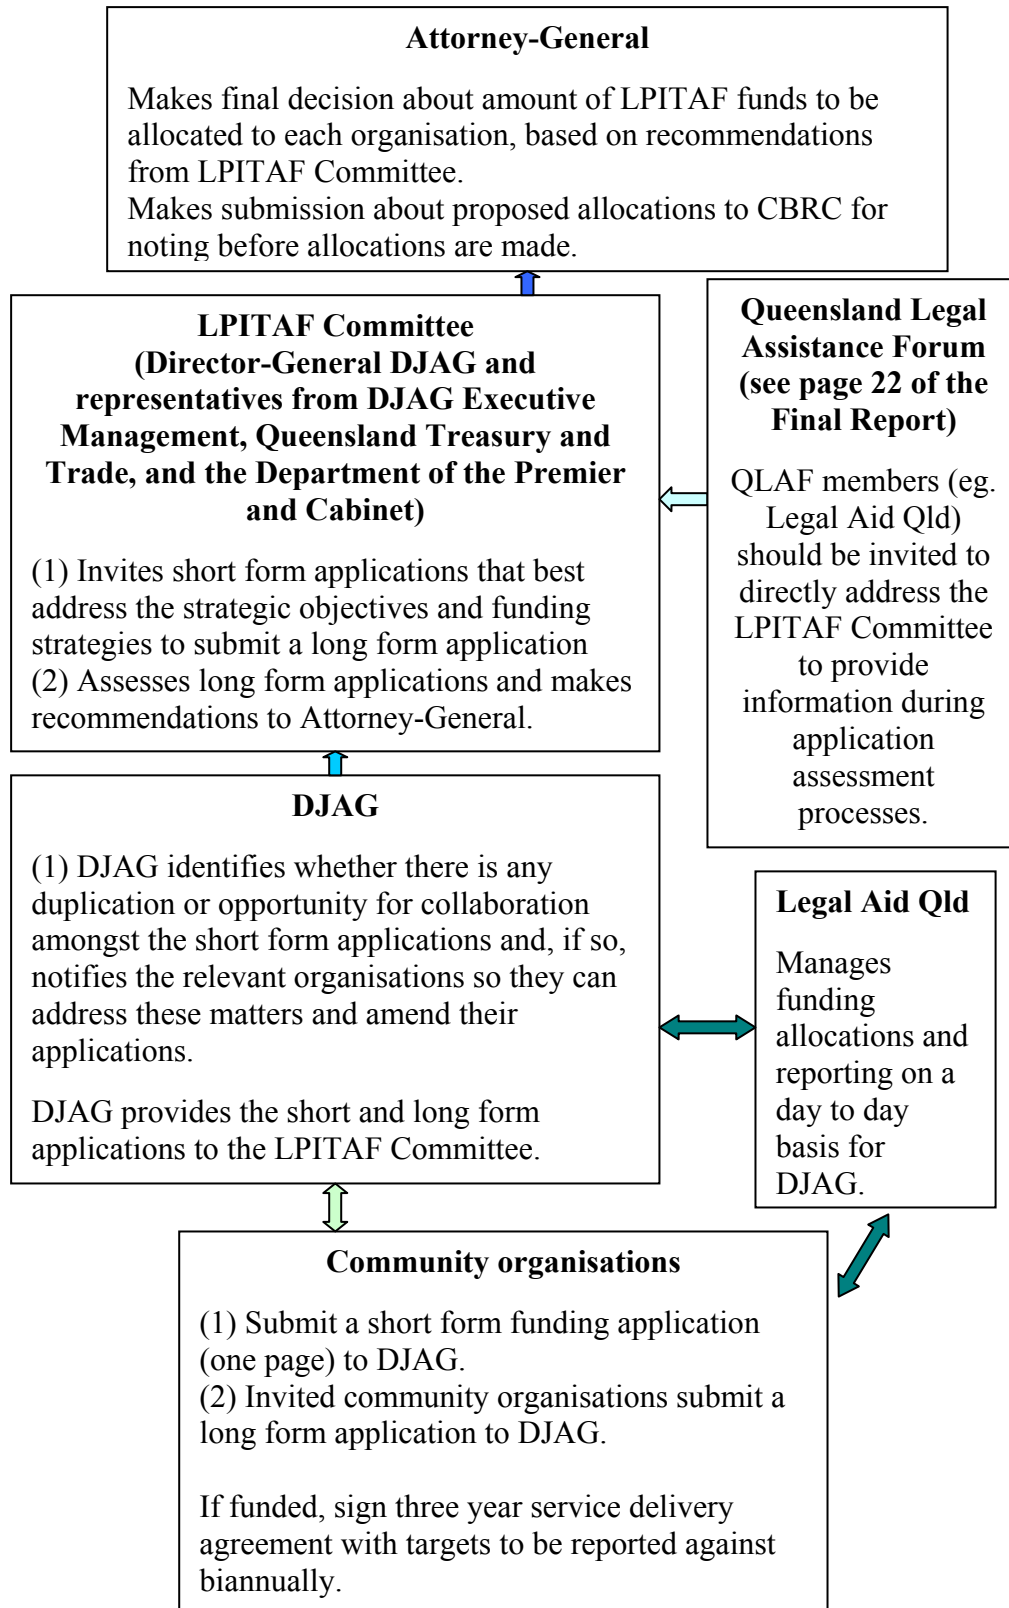 Attorney-General
Makes final decision about amount of LPITAF funds to be
allocated to each organisation, based on recommendations
from LPITAF Committee.
Makes submission about proposed allocations to CBRC for
noting before allocations are made.
LPITAF Committee
(Director-General DJAG and
representatives from DJAG Executive
Management, Queensland Treasury and
Trade, and the Department of the Premier
and Cabinet)
(1) Invites short form applications that best
address the strategic objectives and funding
strategies to submit a long form application
(2) Assesses long form applications and makes
recommendations to Attorney-General.
Queensland Legal
Assistance Forum
(see page 22 of the
Final Report)
QLAF members (eg.
Legal Aid Qld)
should be invited to
directly address the
LPITAF Committee
to provide
information during
application
assessment
processes.
DJAG
(1) DJAG identifies whether there is any
duplication or opportunity for collaboration
amongst the short form applications and, if so,
notifies the relevant organisations so they can
address these matters and amend their
applications.
DJAG provides the short and long form
applications to the LPITAF Committee.
Legal Aid Qld
Manages
funding
allocations and
reporting on a
day to day
basis for
DJAG.
Community organisations
(1) Submit a short form funding application
(one page) to DJAG.
(2) Invited community organisations submit a
long form application to DJAG.
If funded, sign three year service delivery
agreement with targets to be reported against
biannually.